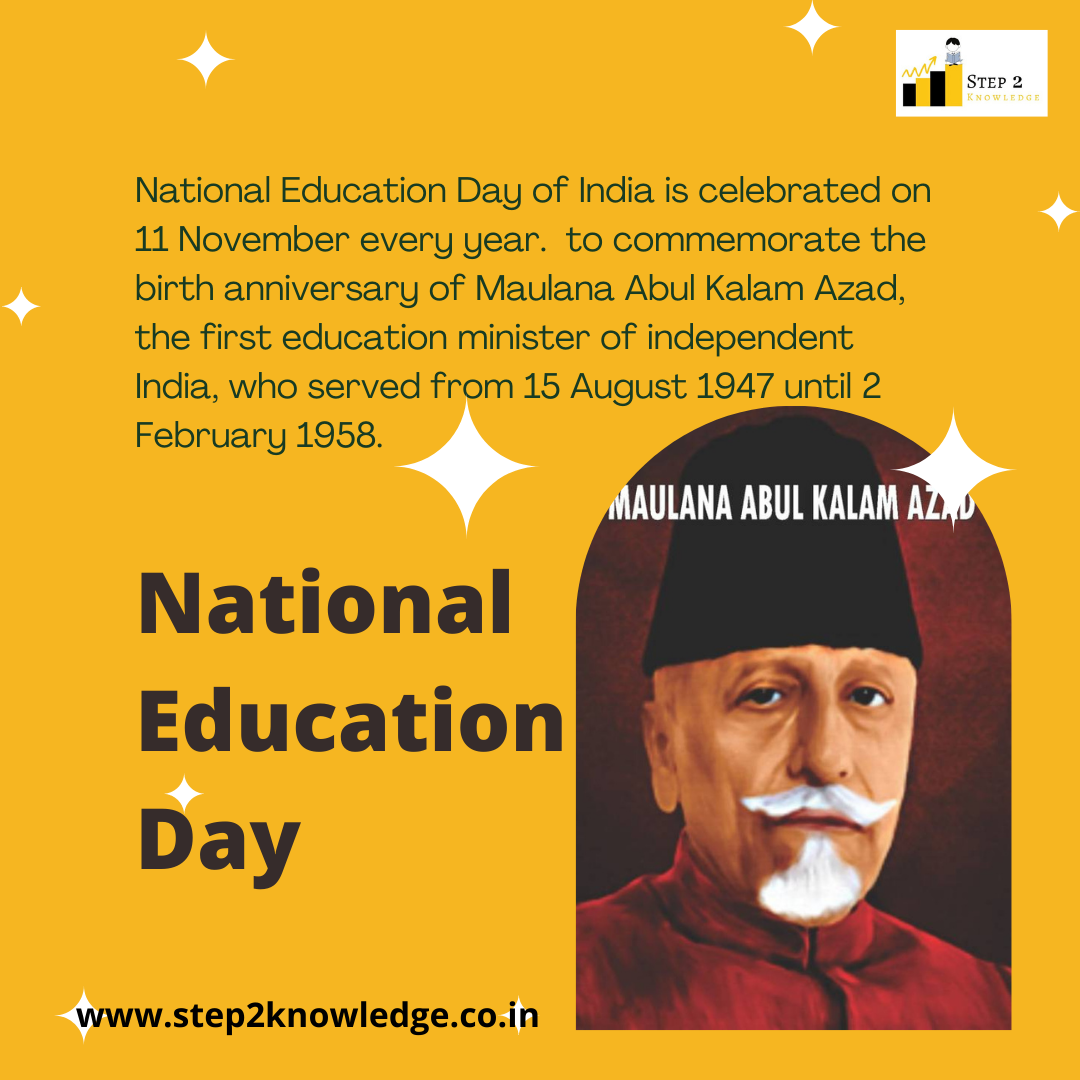 STEP 2
KNOWLEDGE
National Education Day of India is celebrated on
11 November every year.  to commemorate the
birth anniversary of Maulana Abul Kalam Azad,
the first education minister of independent
India, who served from 15 August 1947 until 2
February 1958.
MAULANA ABUL KALAM AZAD
National
Education
Day
www.step2knowledge.co.in